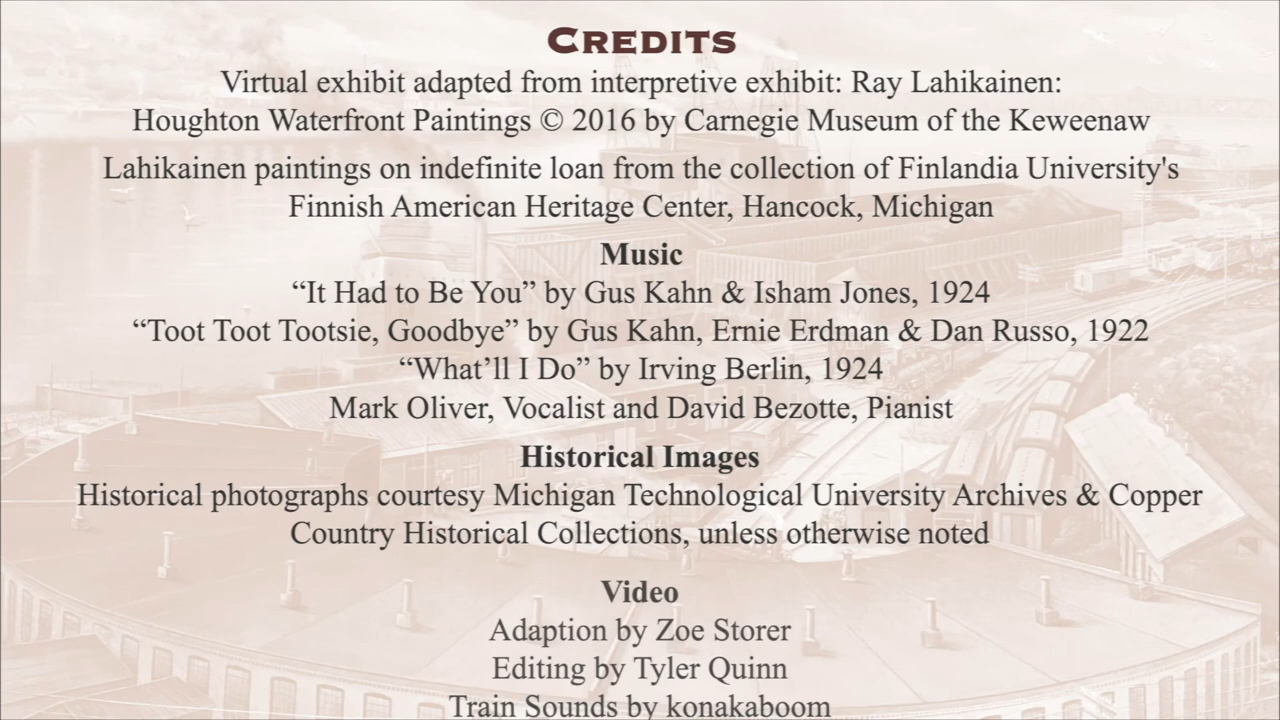 CREDITS
Virtual exhibit adapted from interpretive exhibit: Ray Lahikainen:
Houghton Waterfront Paintings © 2016 by Carnegie Museum of the Keweenaw
Lahikainen paintings on indefinite loan from the collection of Finlandia University's
Finnish American Heritage Center, Hancock, Michigan
Music
“It Had to Be You” by Gus Kahn & Isham Jones, 1924
“Toot Toot Tootsie, Goodbye” by Gus Kahn, Ernie Erdman & Dan Russo, 1922
“What’ll I Do” by Irving Berlin, 1924
Mark Oliver, Vocalist and David Bezotte, Pianist
Historical Images
Historical photographs courtesy Michigan Technological University Archives & Copper
Country Historical Collections, unless otherwise noted
Video
Adaption by Zoe Storer
Editing by Tyler Quinn
Train Sounds by konakaboom